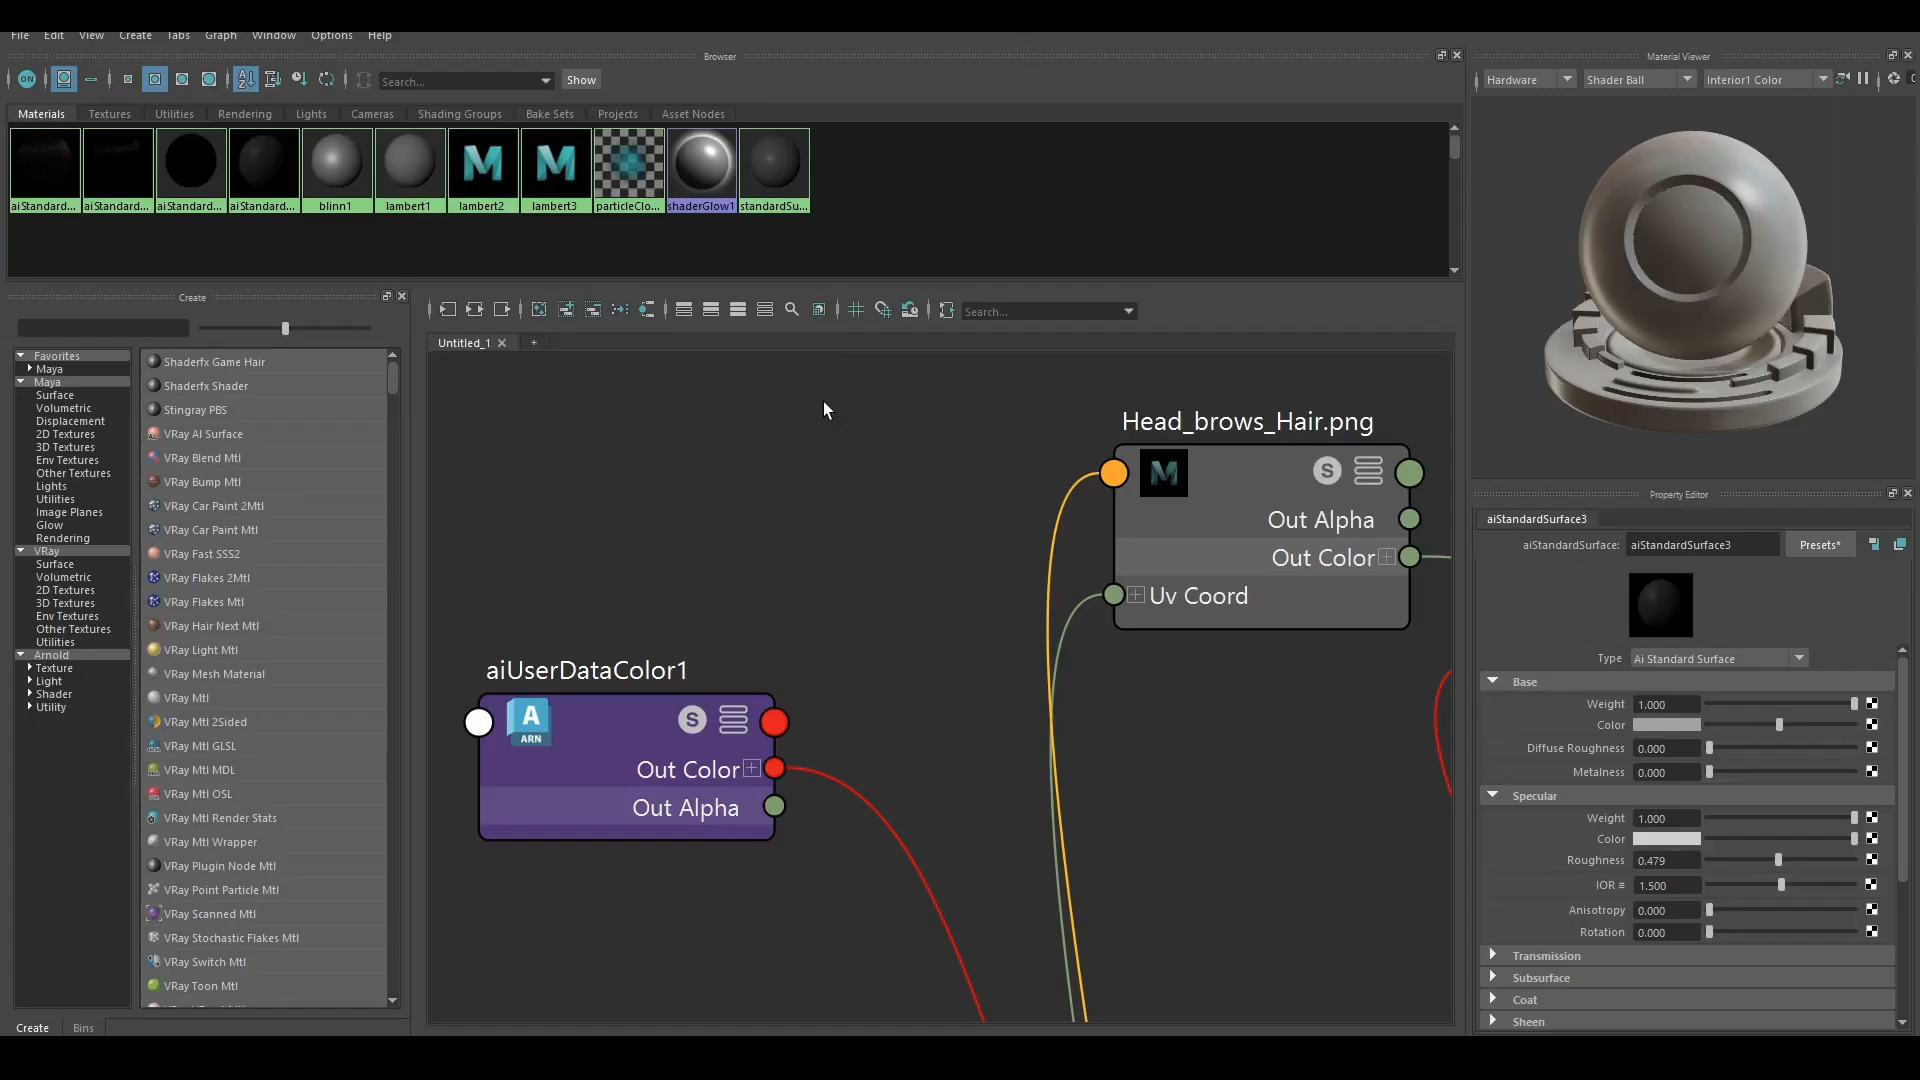 File Edit View Create Tabs Graph Window Options Help
Browser
Material Viewer
ON Search... Show
Hardware Shader Ball Interior1 Color
Materials Textures Utilities Rendering Lights Cameras Shading Groups Bake Sets Projects Asset Nodes
aiStandard... aiStandard... aiStandard... aiStandard... blinn1 lambert1 lambert2 lambert3 particleClo... shaderGlow1 standardSu...
Create
Search...
Untitled_1 +
Favorites
Maya
Maya
Surface
Volumetric
Displacement
2D Textures
3D Textures
Env Textures
Other Textures
Lights
Utilities
Image Planes
Glow
Rendering
VRay
Surface
Volumetric
2D Textures
3D Textures
Env Textures
Other Textures
Utilities
Arnold
Texture
Light
Shader
Utility
Shaderfx Game Hair
Shaderfx Shader
Stingray PBS
VRay Al Surface
VRay Blend Mtl
VRay Bump Mtl
VRay Car Paint 2Mtl
VRay Car Paint Mtl
VRay Fast SSS2
VRay Flakes 2Mtl
VRay Flakes Mtl
VRay Hair Next Mtl
VRay Light Mtl
VRay Mesh Material
VRay Mtl
VRay Mtl 2Sided
VRay Mtl GLSL
VRay Mtl MDL
VRay Mtl OSL
VRay Mtl Render Stats
VRay Mtl Wrapper
VRay Plugin Node Mtl
VRay Point Particle Mtl
VRay Scanned Mtl
VRay Stochastic Flakes Mtl
VRay Switch Mtl
VRay Toon Mtl
Create Bins
Head_brows_Hair.png
M S
Out Alpha
Out Color
Uv Coord
aiUserDataColor1
A
ARN
S
Out Color
Out Alpha
Property Editor
aiStandardSurface3
aiStandardSurface: aiStandardSurface3 Presets*
Type Ai Standard Surface
Base
Weight 1.000
Color
Diffuse Roughness 0.000
Metalness 0.000
Specular
Weight 1.000
Color
Roughness 0.479
IOR 1.500
Anisotropy 0.000
Rotation 0.000
Transmission
Subsurface
Coat
Sheen